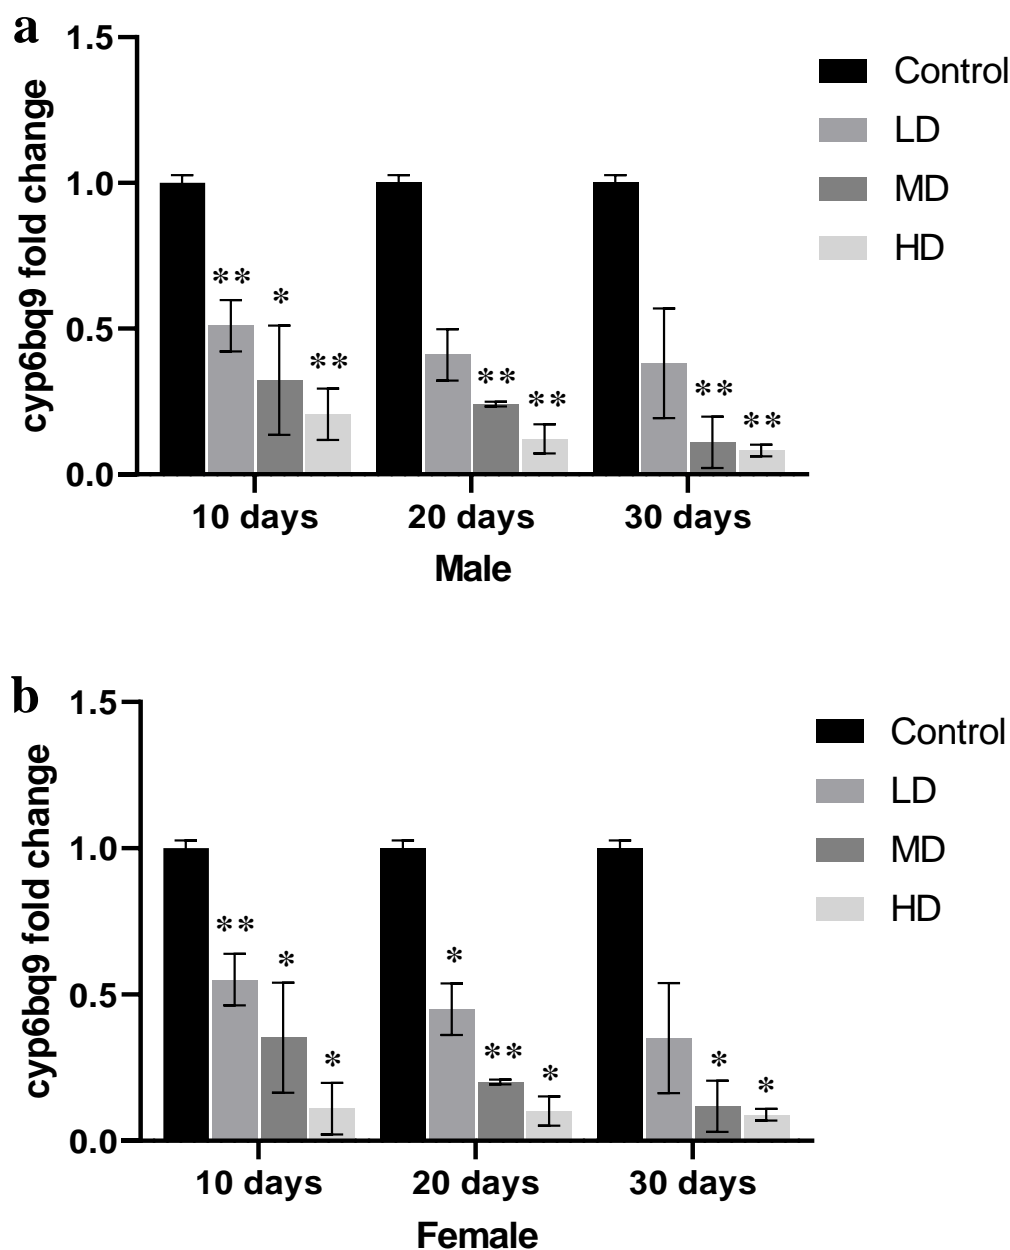 a
cyp6bq9 fold change
1.5
1.0
0.5
0.0
** * **
** **
** **
10 days 20 days 30 days
Male
Control
LD
MD
HD
b
cyp6bq9 fold change
1.5
1.0
0.5
0.0
** * *
* ** *
* *
10 days 20 days 30 days
Female
Control
LD
MD
HD